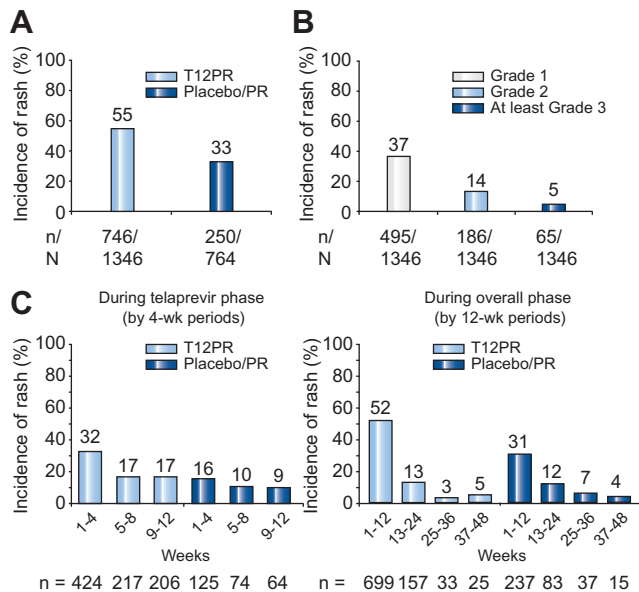 A
Incidence of rash (%)
100
80
60
40
20
0
T12PR
Placebo/PR
55
33
n/ 746/ 250/
N 1346 764
B
Incidence of rash (%)
100
80
60
40
20
0
Grade 1
Grade 2
At least Grade 3
37
14
5
n/ 495/ 186/ 65/
N 1346 1346 1346
C
During telaprevir phase
(by 4-wk periods)
Incidence of rash (%)
100
80
60
40
20
0
T12PR
Placebo/PR
32 17 17 16 10 9
1-4 5-8 9-12 1-4 5-8 9-12
Weeks
n = 424 217 206 125 74 64
During overall phase
(by 12-wk periods)
Incidence of rash (%)
100
80
60
40
20
0
T12PR
Placebo/PR
52 13 3 5 31 12 7 4
1-12 13-24 25-36 37-48 1-12 13-24 25-36 37-48
Weeks
n = 699 157 33 25 237 83 37 15